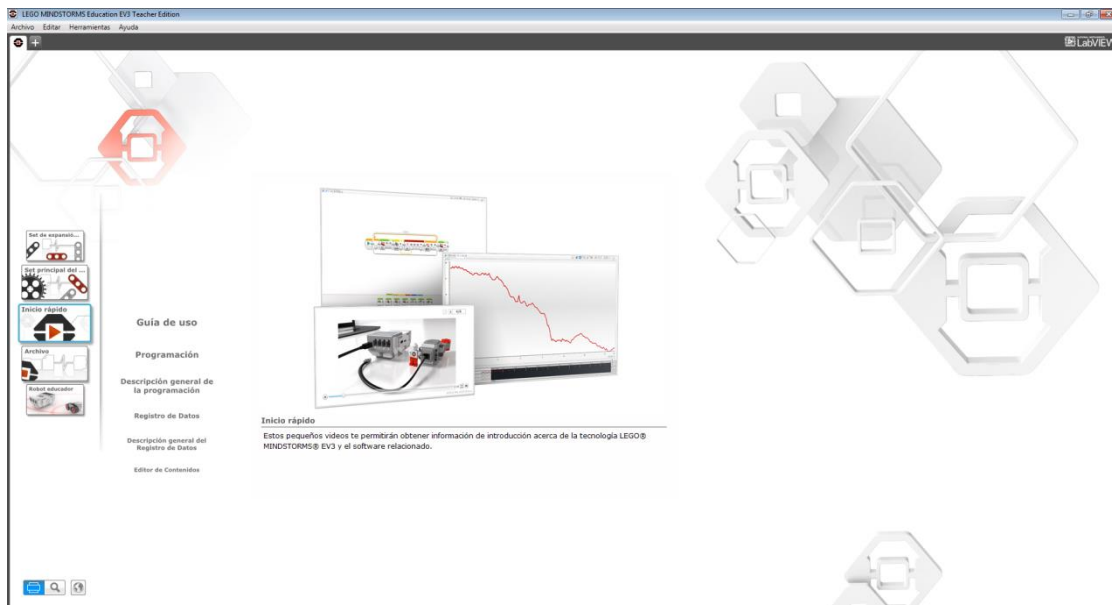 LEGO MINDSTORMS Education EV3 Teacher Edition
Archivo Editar Herramientas Ayuda
LabVIEW
Set de expansió...
Set principal del ...
Inicio rápido
Archivo
Robot educador
Guía de uso
Programación
Descripción general de
la programación
Registro de Datos
Descripción general del
Registro de Datos
Editor de Contenidos
Inicio rápido
Estos pequeños videos te permitirán obtener información de introducción acerca de la tecnología LEGO®
MINDSTORMS® EV3 y el software relacionado.